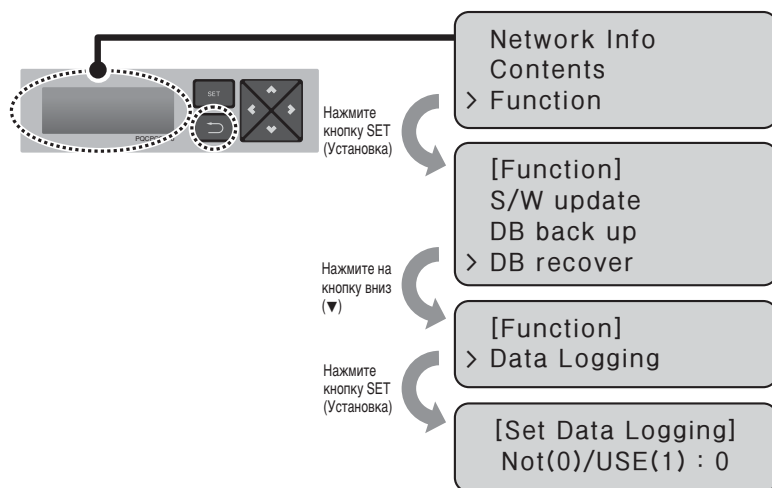 Network Info
Contents
> Function
SET
Нажмите
кнопку SET
(Установка)
[Function]
S/W update
DB back up
> DB recover
Нажмите на
кнопку вниз
(▼)
[Function]
> Data Logging
Нажмите
кнопку SET
(Установка)
[Set Data Logging]
Not(0)/USE(1) : 0